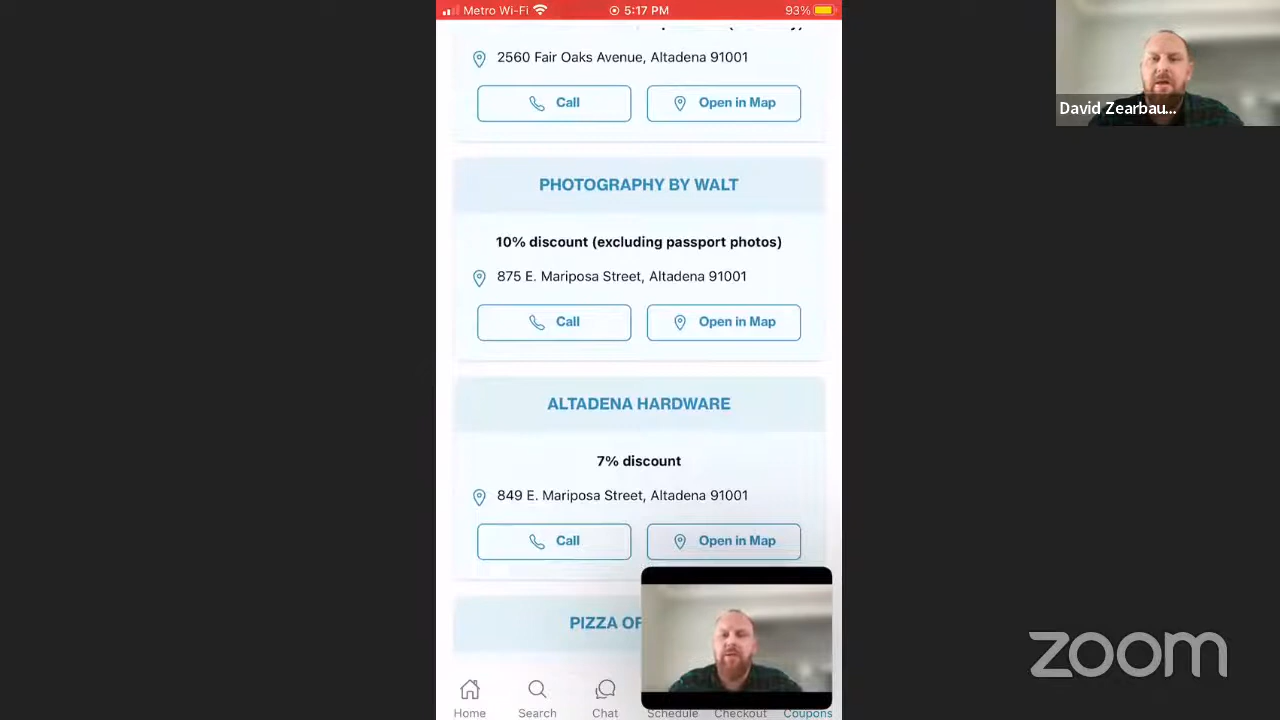 Metro Wi-Fi 5:17 PM 93%
2560 Fair Oaks Avenue, Altadena 91001
Call Open in Map
PHOTOGRAPHY BY WALT
10% discount (excluding passport photos)
875 E. Mariposa Street, Altadena 91001
Call Open in Map
ALTADENA HARDWARE
7% discount
849 E. Mariposa Street, Altadena 91001
Call Open in Map
PIZZA OF
Home Search Chat Schedule Checkout Coupons
David Zearbau...
zoom